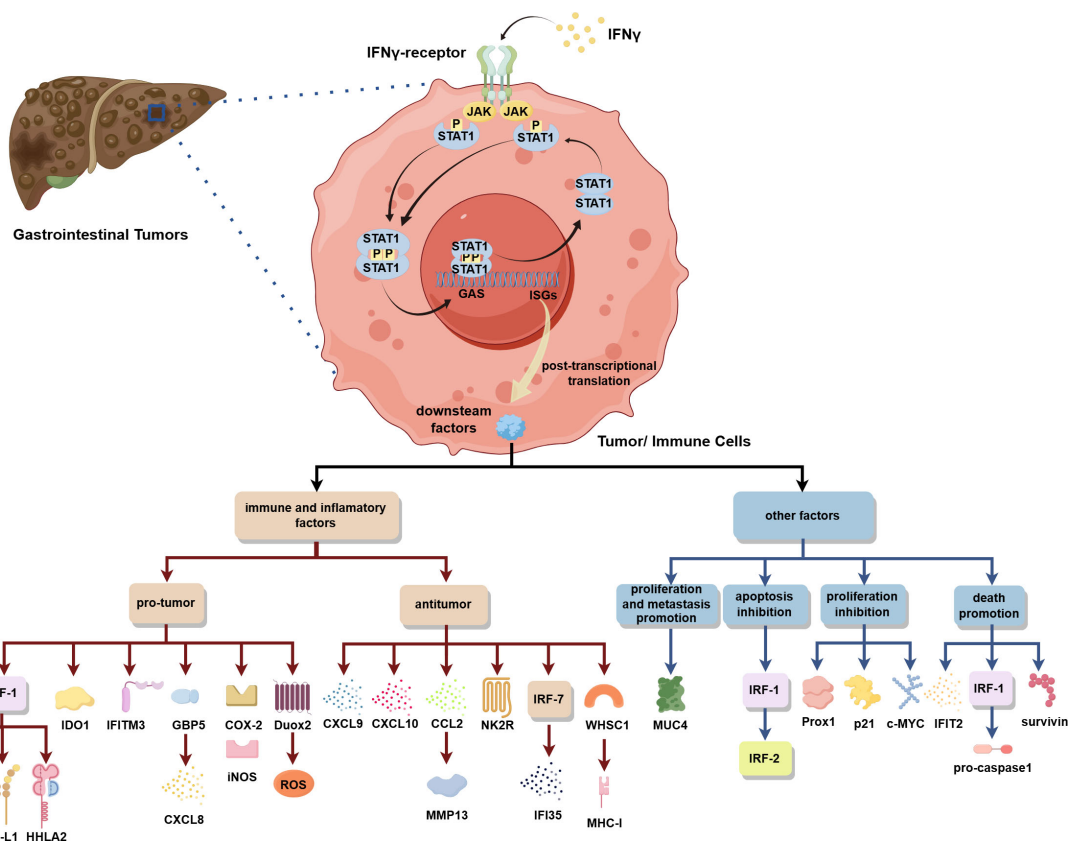 IFNγ
IFNγ-receptor
JAK
JAK
P
P
STAT1
STAT1
STAT1
STAT1
Gastrointestinal Tumors
STAT1
P P
STAT1
STAT1
PP
STAT1
GAS
ISGs
post-transcriptional
translation
downsteam
factors
Tumor/ Immune Cells
immune and inflamatory
factors
other factors
pro-tumor
antitumor
proliferation
and metastasis
promotion
apoptosis
inhibition
proliferation
inhibition
death
promotion
F-1
IDO1
IFITM3
GBP5
COX-2
Duox2
CXCL9
CXCL10
CCL2
NK2R
IRF-7
WHSC1
MUC4
IRF-1
Prox1
p21
c-MYC
IFIT2
IRF-1
survivin
iNOS
ROS
IRF-2
pro-caspase1
-L1
HHLA2
CXCL8
MMP13
IFI35
MHC-I